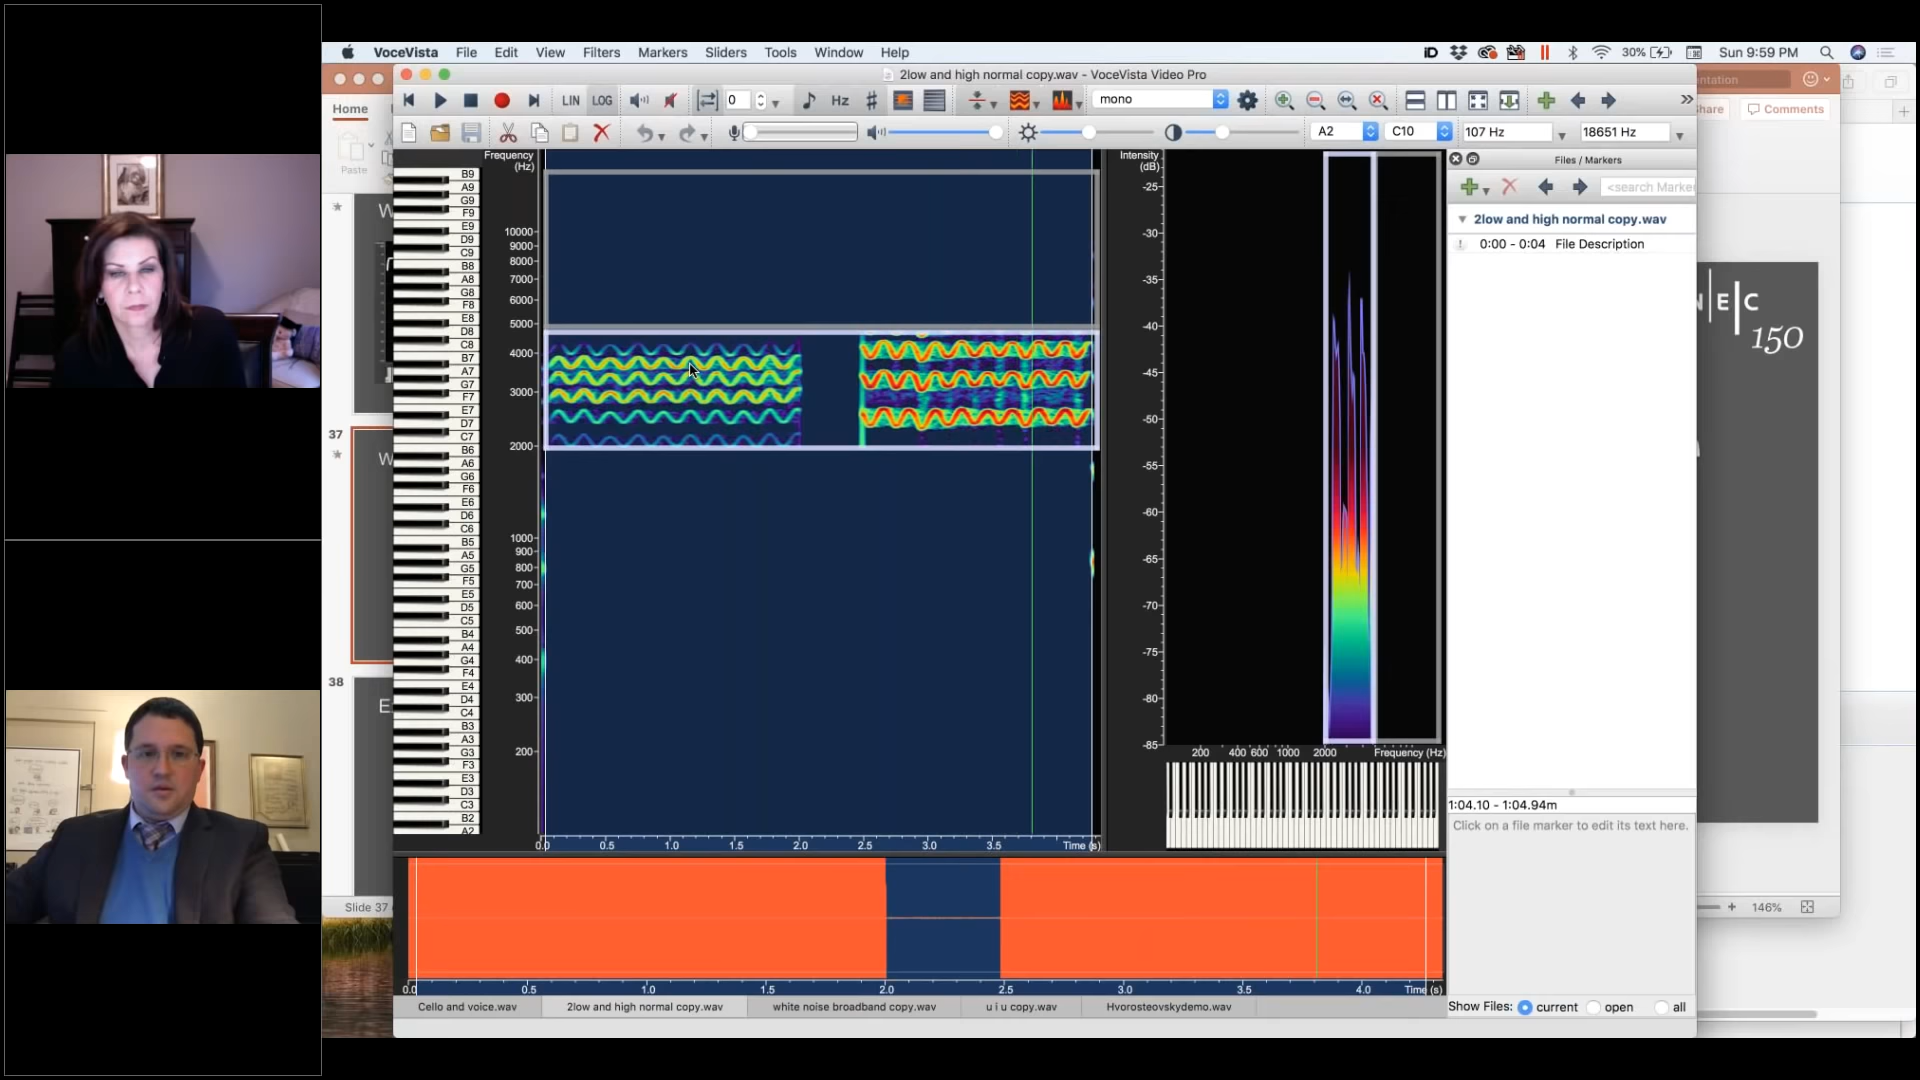 VoceVista File Edit View Filters Markers Sliders Tools Window Help
iD 30% Sun 9:59 PM
2low and high normal copy.wav - VoceVista Video Pro
LIN LOG 0 Hz mono
A2 C10 107 Hz 18651 Hz
Home
Paste
Share Comments
Frequency (Hz)
B9
A9
G9
F9
E9
D9
C9
B8
A8
G8
F8
E8
D8
C8
B7
A7
G7
F7
E7
D7
C7
B6
A6
G6
F6
E6
D6
C6
B5
A5
G5
F5
E5
D5
C5
B4
A4
G4
F4
E4
D4
C4
B3
A3
G3
F3
E3
D3
C3
B2
A2
10000
9000
8000
7000
6000
5000
4000
3000
2000
1000
900
800
700
600
500
400
300
200
0.0 0.5 1.0 1.5 2.0 2.5 3.0 3.5 Time (s)
Intensity (dB)
-25
-30
-35
-40
-45
-50
-55
-60
-65
-70
-75
-80
-85
200 400 600 1000 2000 Frequency (Hz)
Files / Markers
<search Marke
2low and high normal copy.wav
0:00 - 0:04 File Description
1:04.10 - 1:04.94m
Click on a file marker to edit its text here.
Show Files: current open all
0.0 0.5 1.0 1.5 2.0 2.5 3.0 3.5 4.0 Time (s)
Cello and voice.wav 2low and high normal copy.wav white noise broadband copy.wav u i u copy.wav Hvorosteovskydemo.wav
W
37
W
38
E
Slide 37
N E C
150
146%